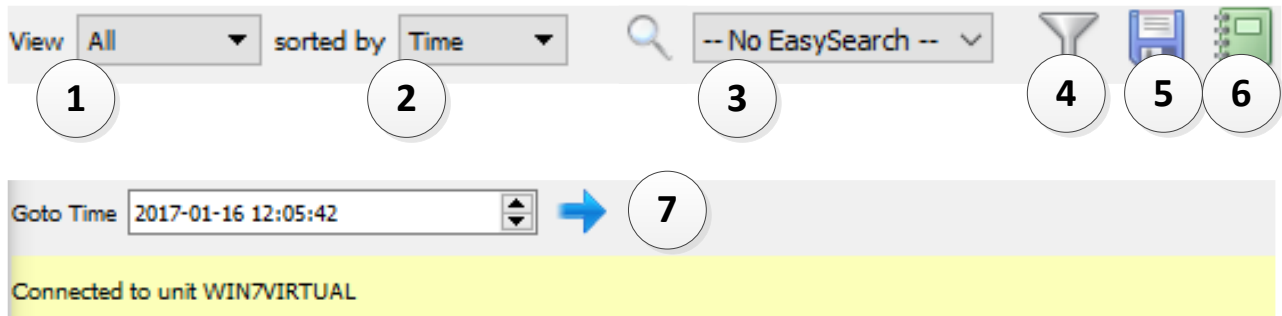 View All sorted by Time -- No EasySearch --
1 2 3 4 5 6
Goto Time 2017-01-16 12:05:42 7
Connected to unit WIN7VIRTUAL